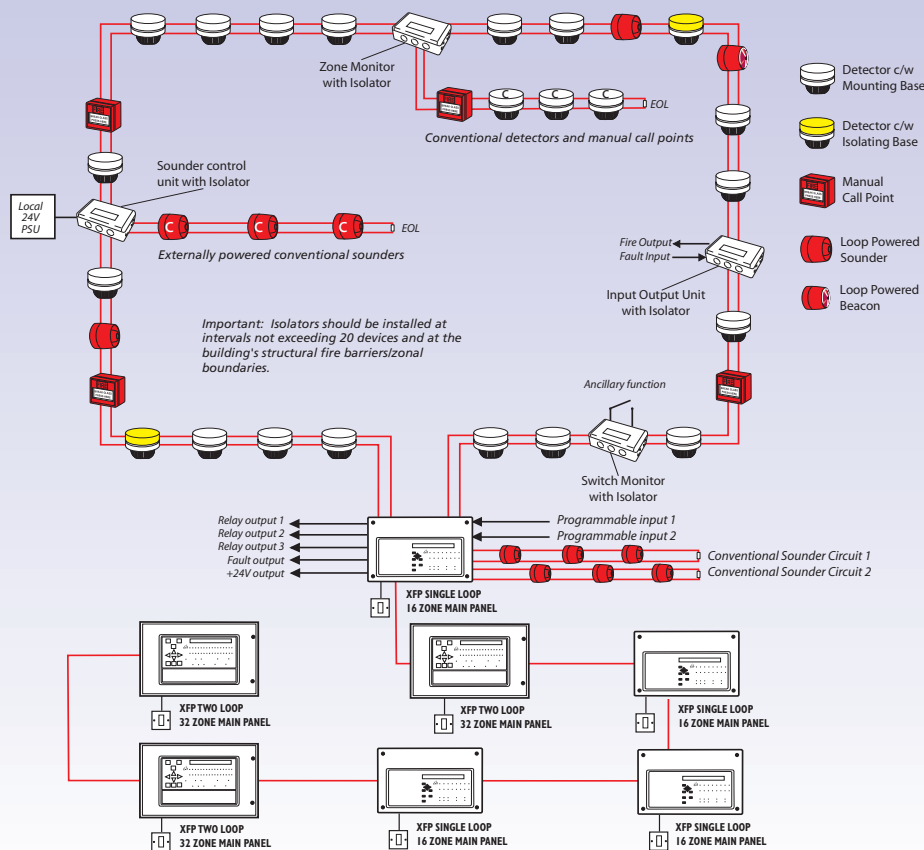 Zone Monitor
with Isolator
EOL
Conventional detectors and manual call points
Detector c/w
Mounting Base
Detector c/w
Isolating Base
Manual
Call Point
Loop Powered
Sounder
Loop Powered
Beacon
Sounder control
unit with Isolator
Local
24V
PSU
C C C
C C C
EOL
Externally powered conventional sounders
Fire Output
Fault Input
Input Output Unit
with Isolator
Important: Isolators should be installed at
intervals not exceeding 20 devices and at the
building's structural fire barriers/zonal
boundaries.
Ancillary function
Switch Monitor
with Isolator
Relay output 1
Relay output 2
Relay output 3
Fault output
+24V output
Programmable input 1
Programmable input 2
Conventional Sounder Circuit 1
Conventional Sounder Circuit 2
XFP SINGLE LOOP
16 ZONE MAIN PANEL
XFP TWO LOOP
32 ZONE MAIN PANEL
XFP TWO LOOP
32 ZONE MAIN PANEL
XFP SINGLE LOOP
16 ZONE MAIN PANEL
XFP TWO LOOP
32 ZONE MAIN PANEL
XFP SINGLE LOOP
16 ZONE MAIN PANEL
XFP SINGLE LOOP
16 ZONE MAIN PANEL